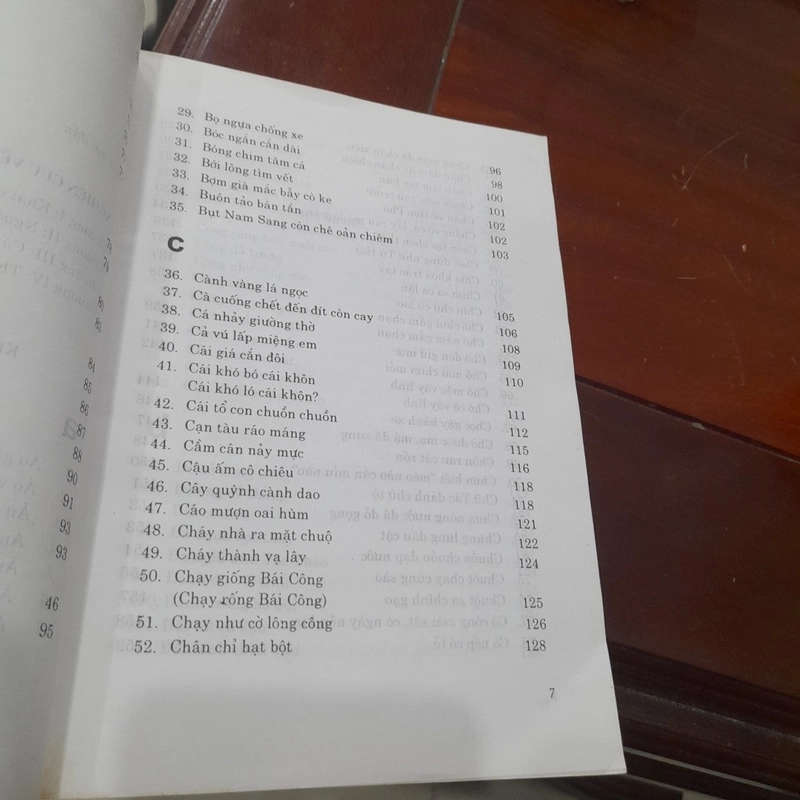 29. Bọ ngựa chống xe
30. Bóc ngắn cắn dài 96
31. Bóng chim tăm cá 98
32. Bới lông tìm vết 100
33. Bợm già mắc bẫy cò ke 101
34. Buôn tảo bán tần 102
35. Bụt Nam Sang còn chê oản chiêm 102
103
C
36. Cành vàng lá ngọc 105
37. Cà cuống chết đến đít còn cay 106
38. Cá nhảy giường thờ 108
39. Cả vú lấp miệng em 109
40. Cái giá cắn đôi 110
41. Cái khó bó cái khôn
Cái khó ló cái khôn? 111
42. Cái tổ con chuồn chuồn 112
43. Cạn tàu ráo máng 115
44. Cầm cân nảy mực 116
45. Cậu ấm cô chiêu 118
46. Cây quỳnh cành dao 118
47. Cáo mượn oai hùm 121
48. Cháy nhà ra mặt chuột 122
49. Cháy thành vạ lây 124
50. Chạy giống Bái Công
(Chạy rống Bái Công) 125
51. Chạy như cờ lông công 126
52. Chân chỉ hạt bột 128
7
84
85
86
87
88
90
91
93
93
46
95